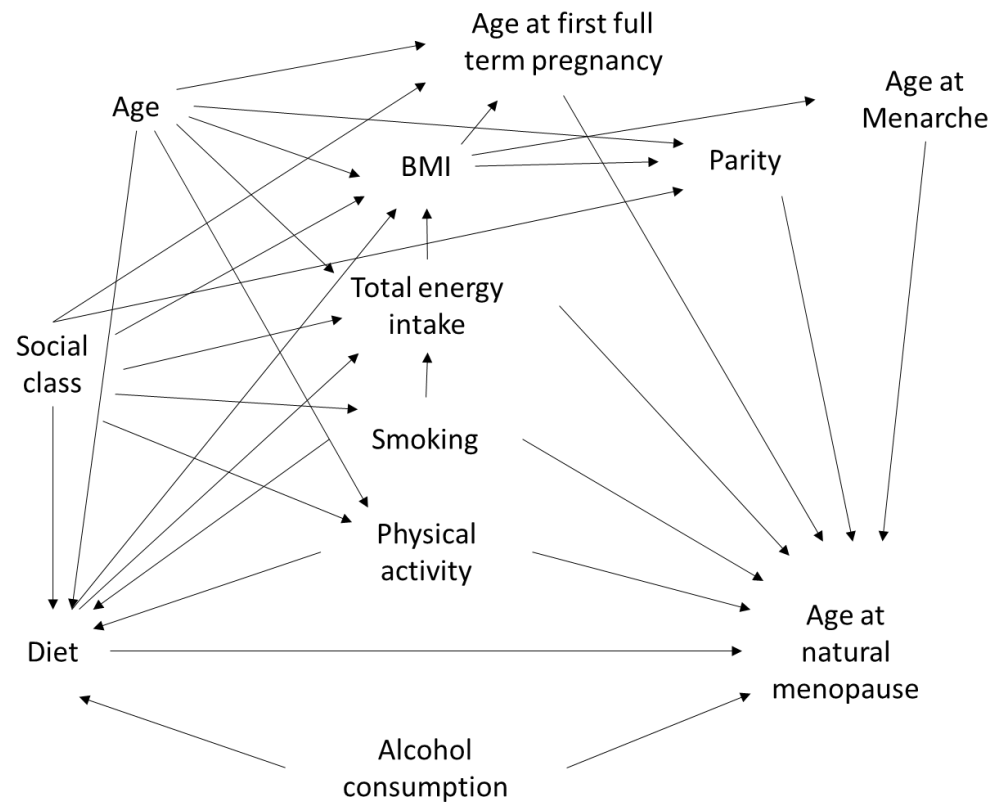 Age at first full
term pregnancy
Age at
Menarche
Age
BMI
Parity
Total energy
intake
Social
class
Smoking
Physical
activity
Diet
Age at
natural
menopause
Alcohol
consumption